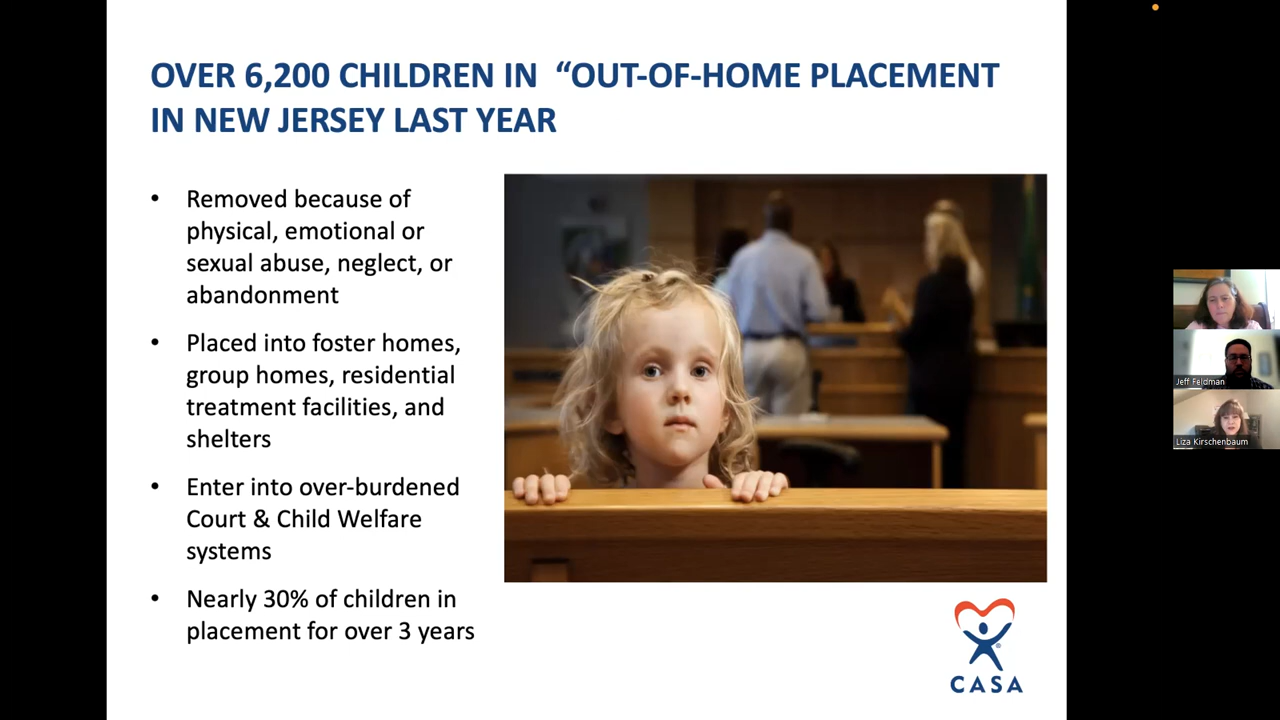 OVER 6,200 CHILDREN IN “OUT-OF-HOME PLACEMENT
IN NEW JERSEY LAST YEAR
• Removed because of
physical, emotional or
sexual abuse, neglect, or
abandonment
• Placed into foster homes,
group homes, residential
treatment facilities, and
shelters
• Enter into over-burdened
Court & Child Welfare
systems
• Nearly 30% of children in
placement for over 3 years
®
CASA
Jeff Feldman
Liza Kirschenbaum